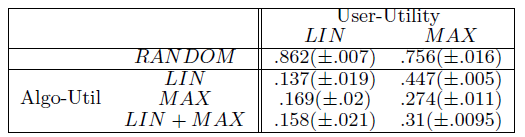 User-Utility
LIN MAX
RANDOM .862(±.007) .756(±.016)
LIN .137(±.019) .447(±.005)
Algo-Util MAX .169(±.02) .274(±.011)
LIN + MAX .158(±.021) .31(±.0095)